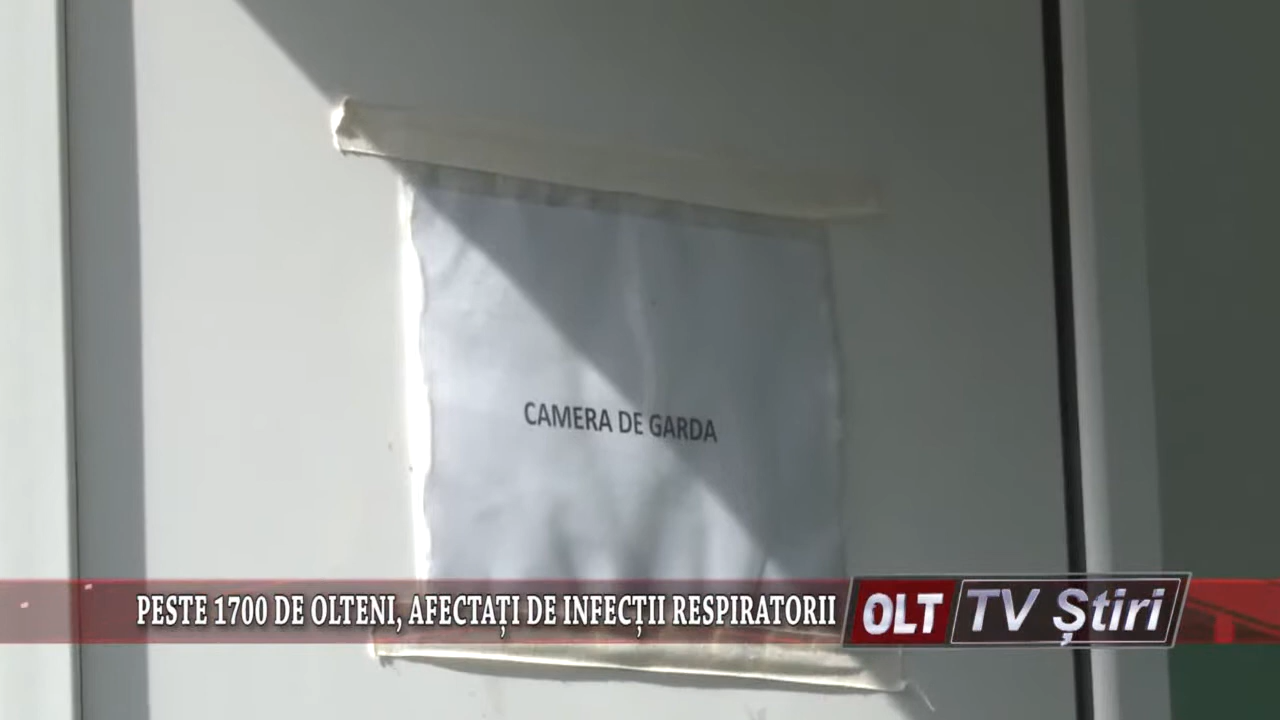 CAMERA DE GARDA
PESTE 1700 DE OLTENI, AFECTAȚI DE INFECȚII RESPIRATORII
OLT TV Știri